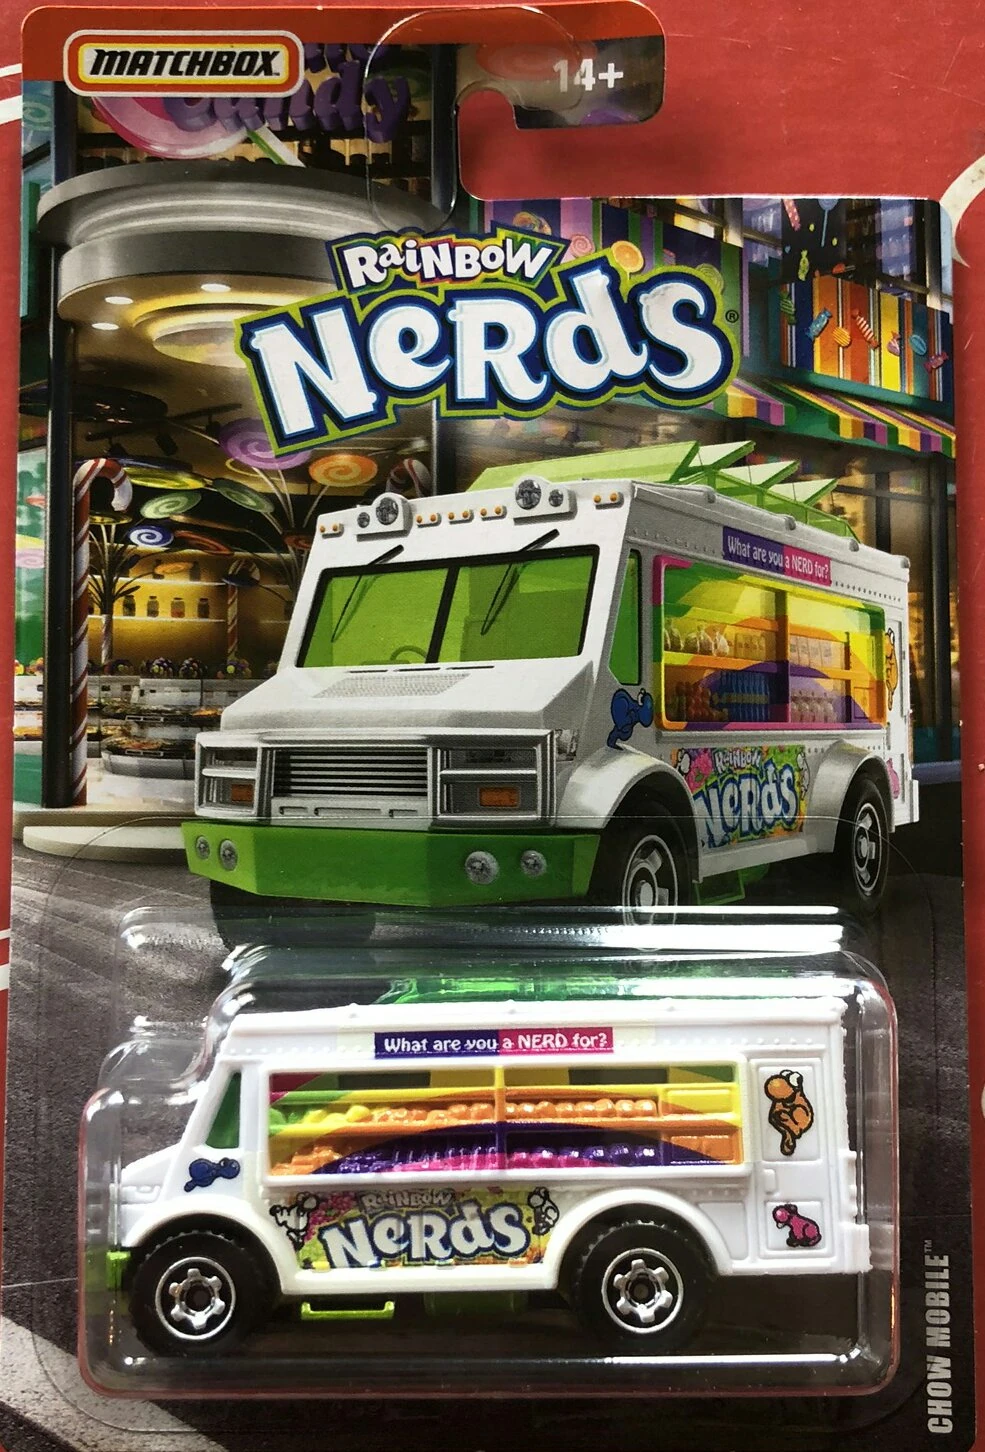 MATCHBOX
Candy
14+
RaiNBOW
NeRdS®
What are you a NERD for?
RaiNBOW
NeRdS
What are you a NERD for?
RaiNBOW
NeRdS
CHOW MOBILE™